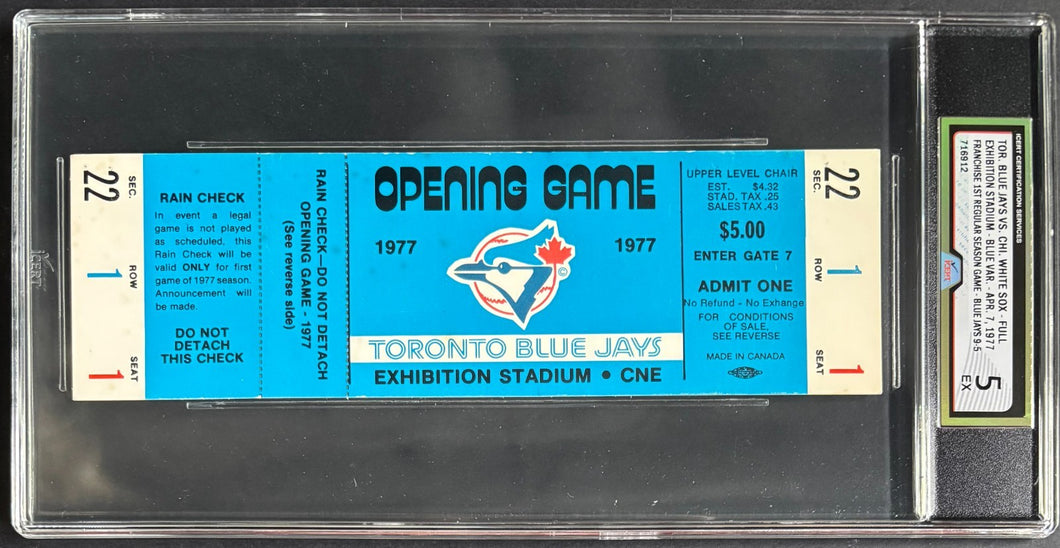 SEC.
22
ROW
1
SEAT
1
RAIN CHECK
In event a legal
game is not played
as scheduled, this
Rain Check will be
valid ONLY for first
game of 1977 season.
Announcement will
be made.
DO NOT
DETACH
THIS CHECK
RAIN CHECK—DO NOT DETACH
OPENING GAME - 1977
(See reverse side)
OPENING GAME
1977
1977
TORONTO BLUE JAYS
EXHIBITION STADIUM • CNE
UPPER LEVEL CHAIR
EST. $4.32
STAD. TAX .25
SALES TAX .43
$5.00
ENTER GATE 7
ADMIT ONE
No Refund - No Exhange
FOR CONDITIONS
OF SALE,
SEE REVERSE
MADE IN CANADA
SEC.
22
ROW
1
SEAT
1
ICERT CERTIFICATION SERVICES
TOR. BLUE JAYS VS. CHI. WHITE SOX - FULL
EXHIBITION STADIUM - BLUE VAR. - APR. 7, 1977
FRANCHISE 1ST REGULAR SEASON GAME - BLUE JAYS 9-5
716912
ICERT
5
EX